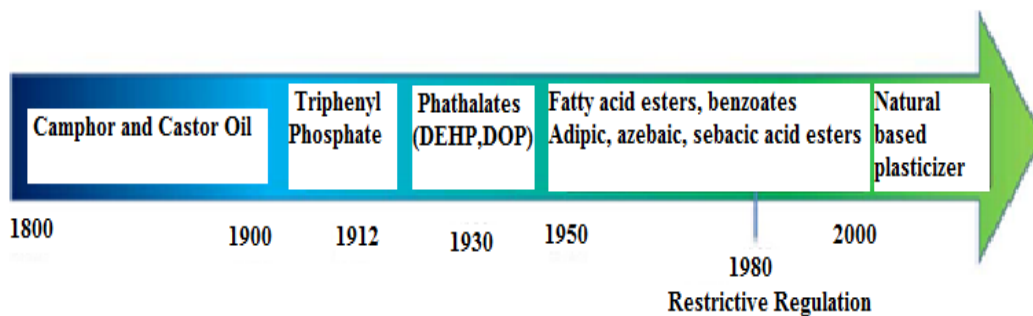 Camphor and Castor Oil
Triphenyl
Phosphate
Phathalates
(DEHP,DOP)
Fatty acid esters, benzoates
Adipic, azebaic, sebacic acid esters
Natural
based
plasticizer
1800
1900
1912
1930
1950
1980
2000
Restrictive Regulation